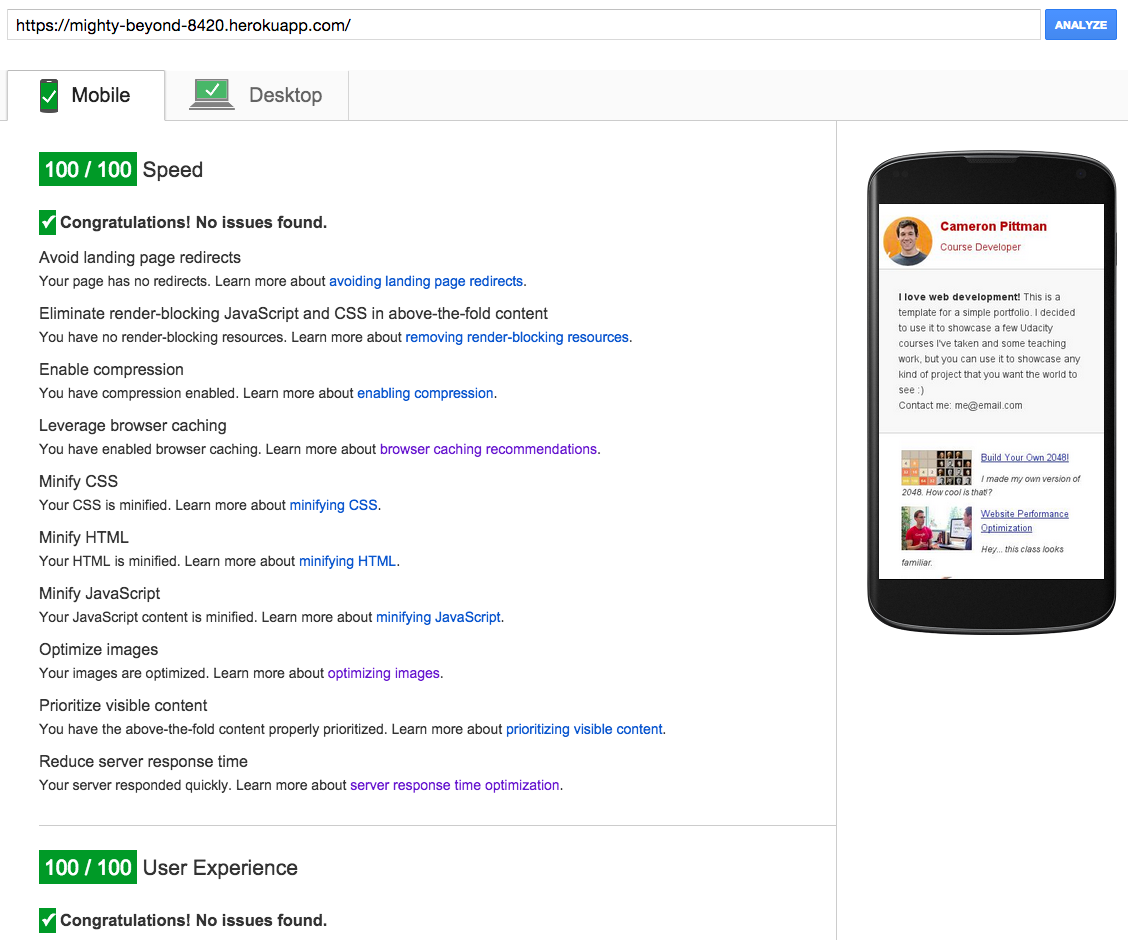 https://mighty-beyond-8420.herokuapp.com/
ANALYZE
Mobile
Desktop
100 / 100 Speed
Congratulations! No issues found.
Avoid landing page redirects
Your page has no redirects. Learn more about avoiding landing page redirects.
Eliminate render-blocking JavaScript and CSS in above-the-fold content
You have no render-blocking resources. Learn more about removing render-blocking resources.
Enable compression
You have compression enabled. Learn more about enabling compression.
Leverage browser caching
You have enabled browser caching. Learn more about browser caching recommendations.
Minify CSS
Your CSS is minified. Learn more about minifying CSS.
Minify HTML
Your HTML is minified. Learn more about minifying HTML.
Minify JavaScript
Your JavaScript content is minified. Learn more about minifying JavaScript.
Optimize images
Your images are optimized. Learn more about optimizing images.
Prioritize visible content
You have the above-the-fold content properly prioritized. Learn more about prioritizing visible content.
Reduce server response time
Your server responded quickly. Learn more about server response time optimization.
100 / 100 User Experience
Congratulations! No issues found.
Cameron Pittman
Course Developer
I love web development! This is a
template for a simple portfolio. I decided
to use it to showcase a few Udacity
courses I've taken and some teaching
work, but you can use it to showcase any
kind of project that you want the world to
see :)
Contact me: me@email.com
Build Your Own 2048!
I made my own version of
2048. How cool is that!?
Website Performance
Optimization
Hey... this class looks
familiar.